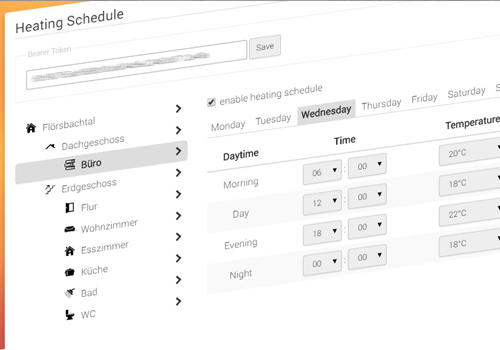 Heating Schedule
Bearer Token
Save
Flörsbachtal
Dachgeschoss
Büro
Erdgeschoss
Flur
Wohnzimmer
Esszimmer
Küche
Bad
WC
enable heating schedule
Monday Tuesday Wednesday Thursday Friday Saturday S
Daytime Time Temperature
Morning 06 : 00 20°C
Day 12 : 00 18°C
Evening 18 : 00 22°C
Night 00 : 00 18°C